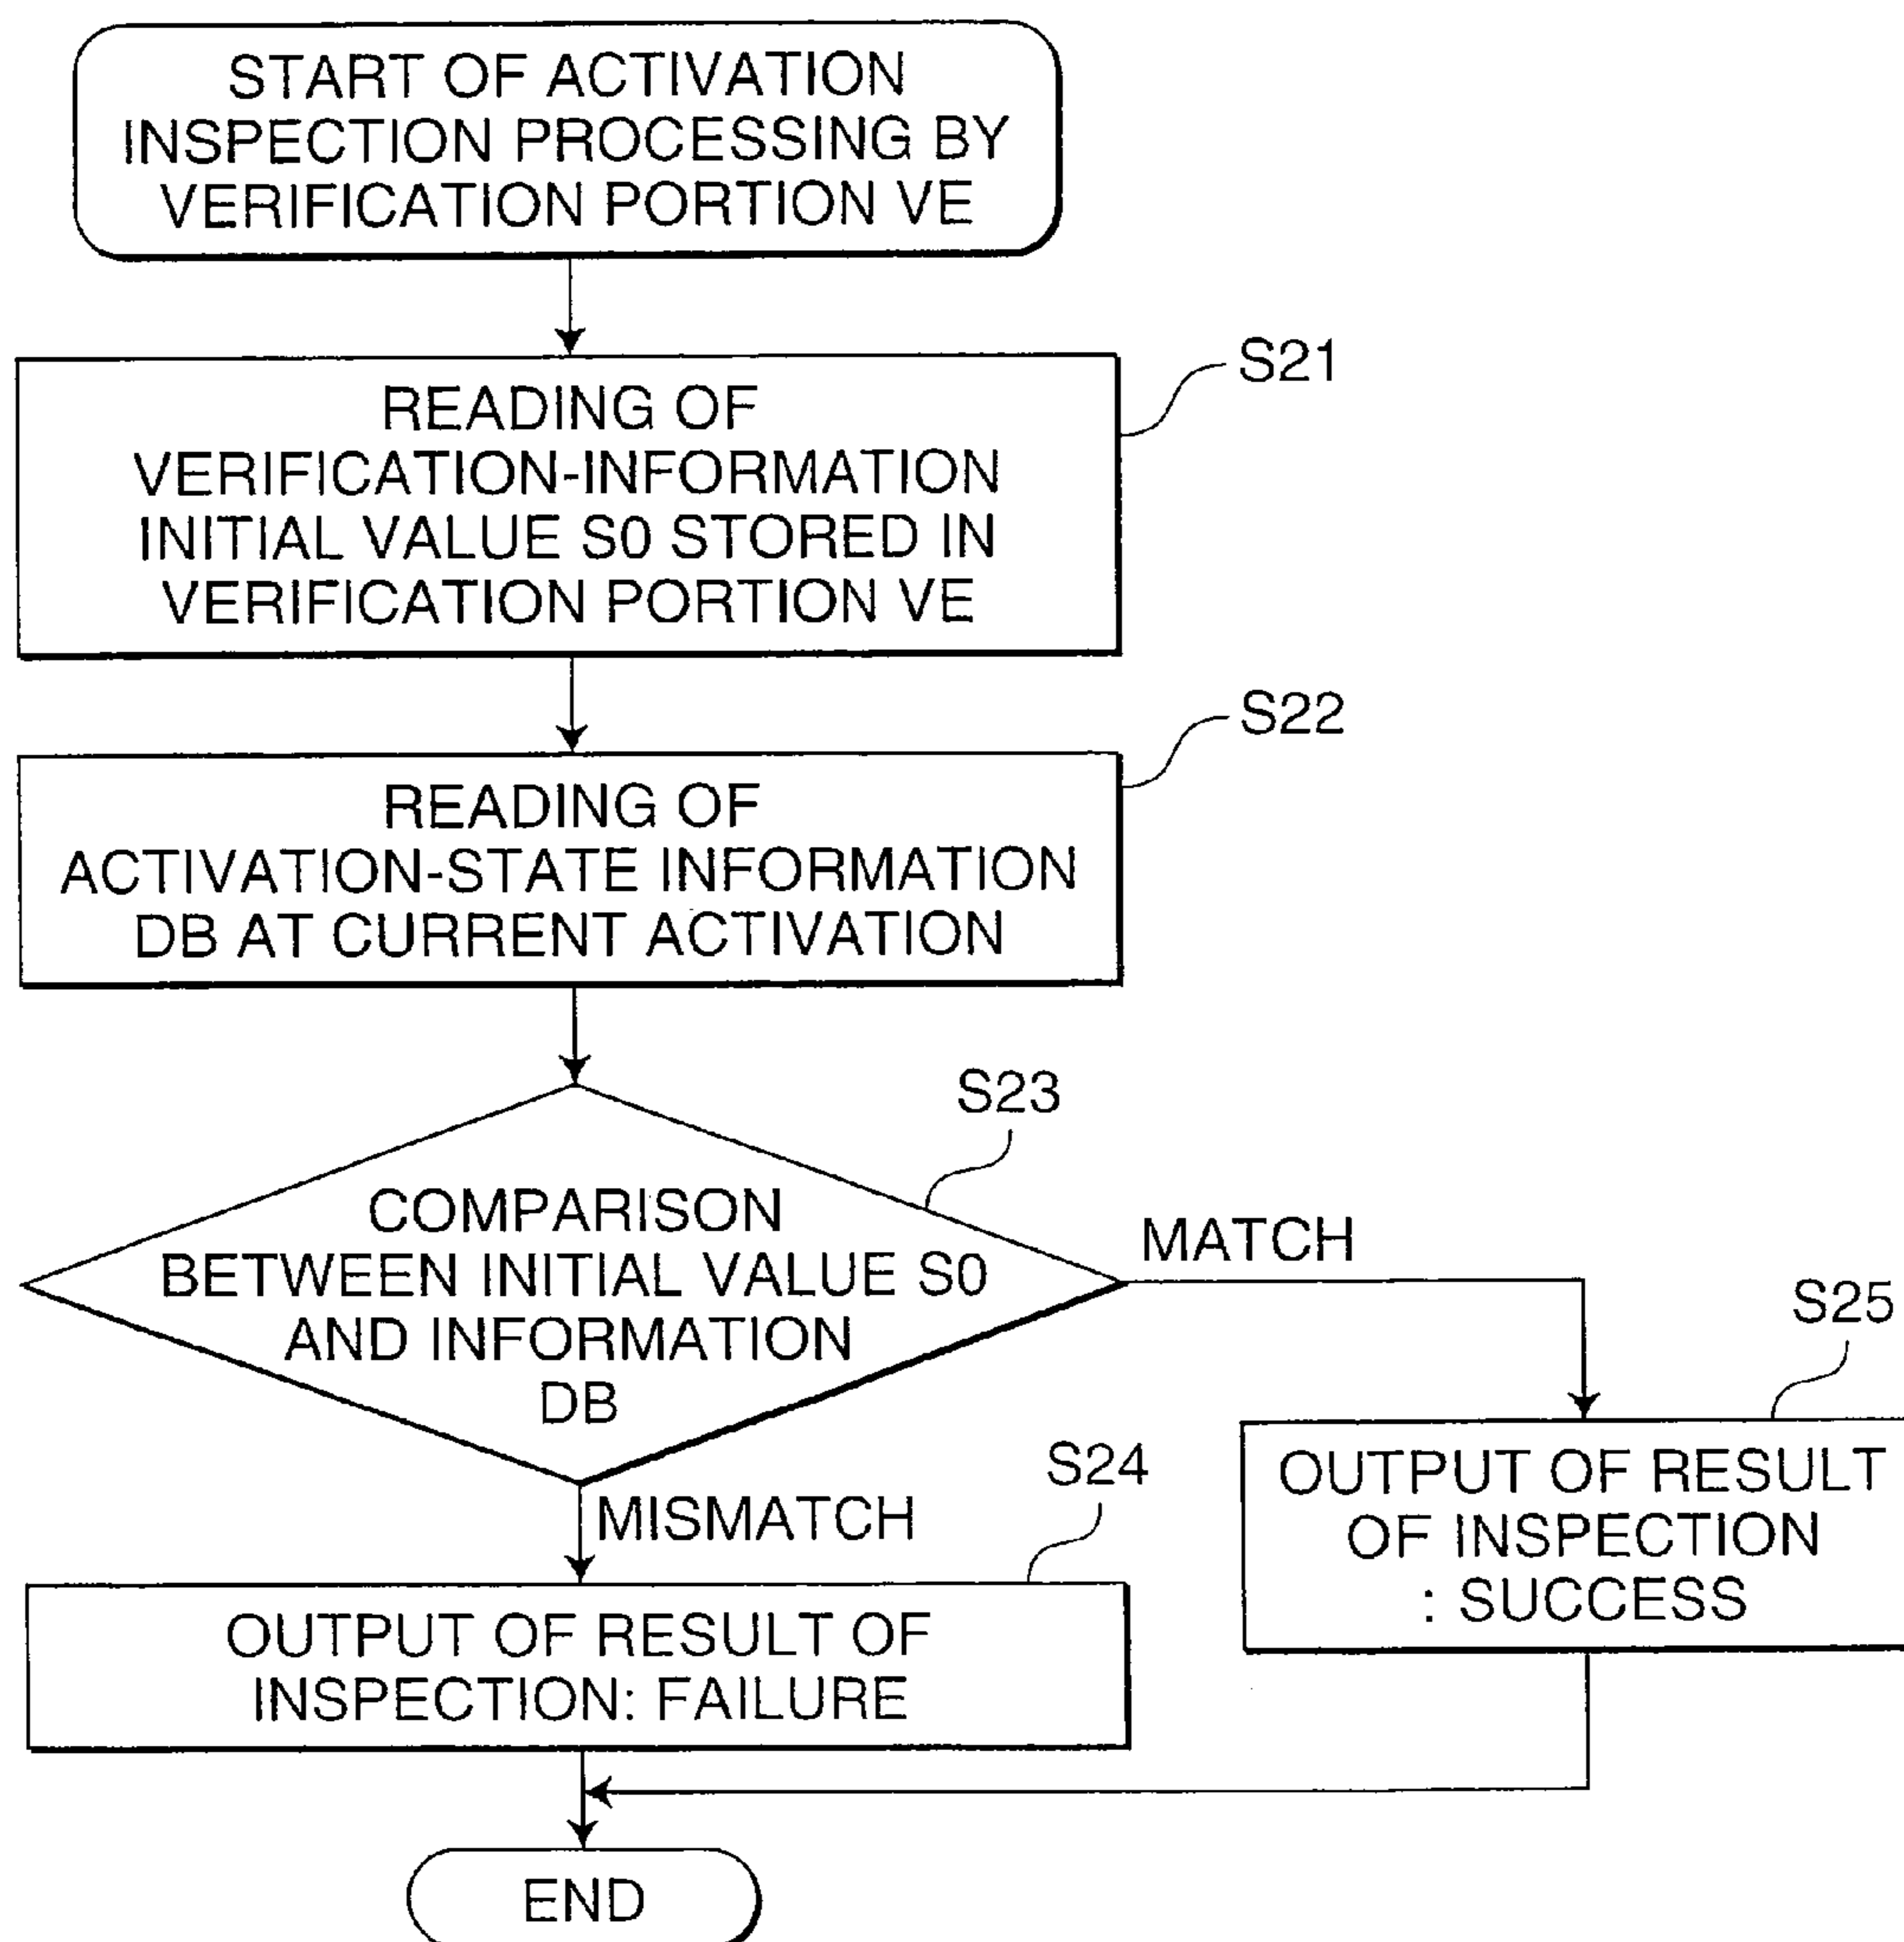 START OF ACTIVATION
INSPECTION PROCESSING BY
VERIFICATION PORTION VE
S21
READING OF
VERIFICATION-INFORMATION
INITIAL VALUE S0 STORED IN
VERIFICATION PORTION VE
S22
READING OF
ACTIVATION-STATE INFORMATION
DB AT CURRENT ACTIVATION
S23
COMPARISON
BETWEEN INITIAL VALUE S0
AND INFORMATION
DB
MATCH
S25
OUTPUT OF RESULT
OF INSPECTION
: SUCCESS
MISMATCH
S24
OUTPUT OF RESULT OF
INSPECTION: FAILURE
END